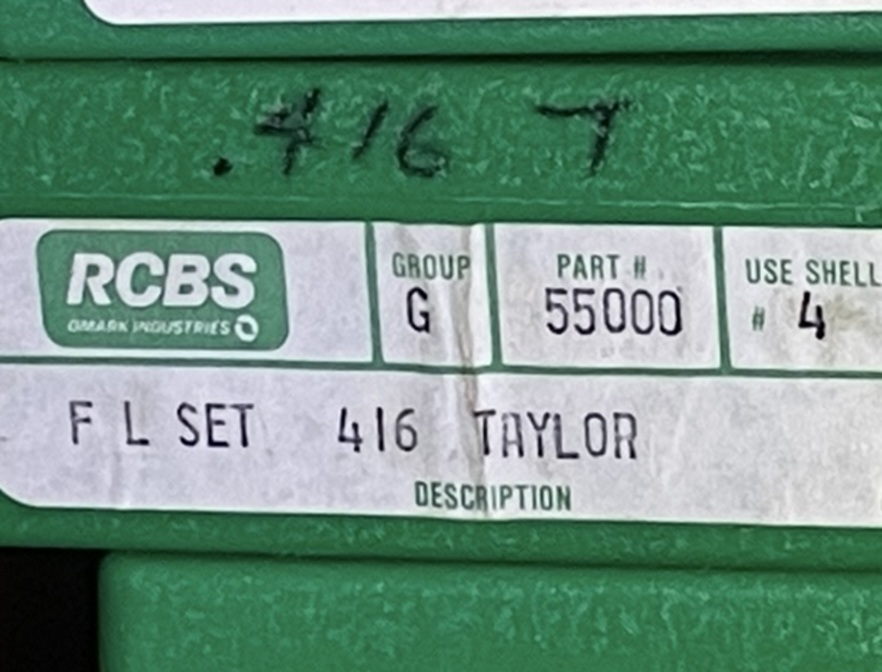 .416 T
RCBS
OMARK INDUSTRIES
GROUP
G
PART #
55000
USE SHELL
# 4
F L SET 416 TAYLOR
DESCRIPTION